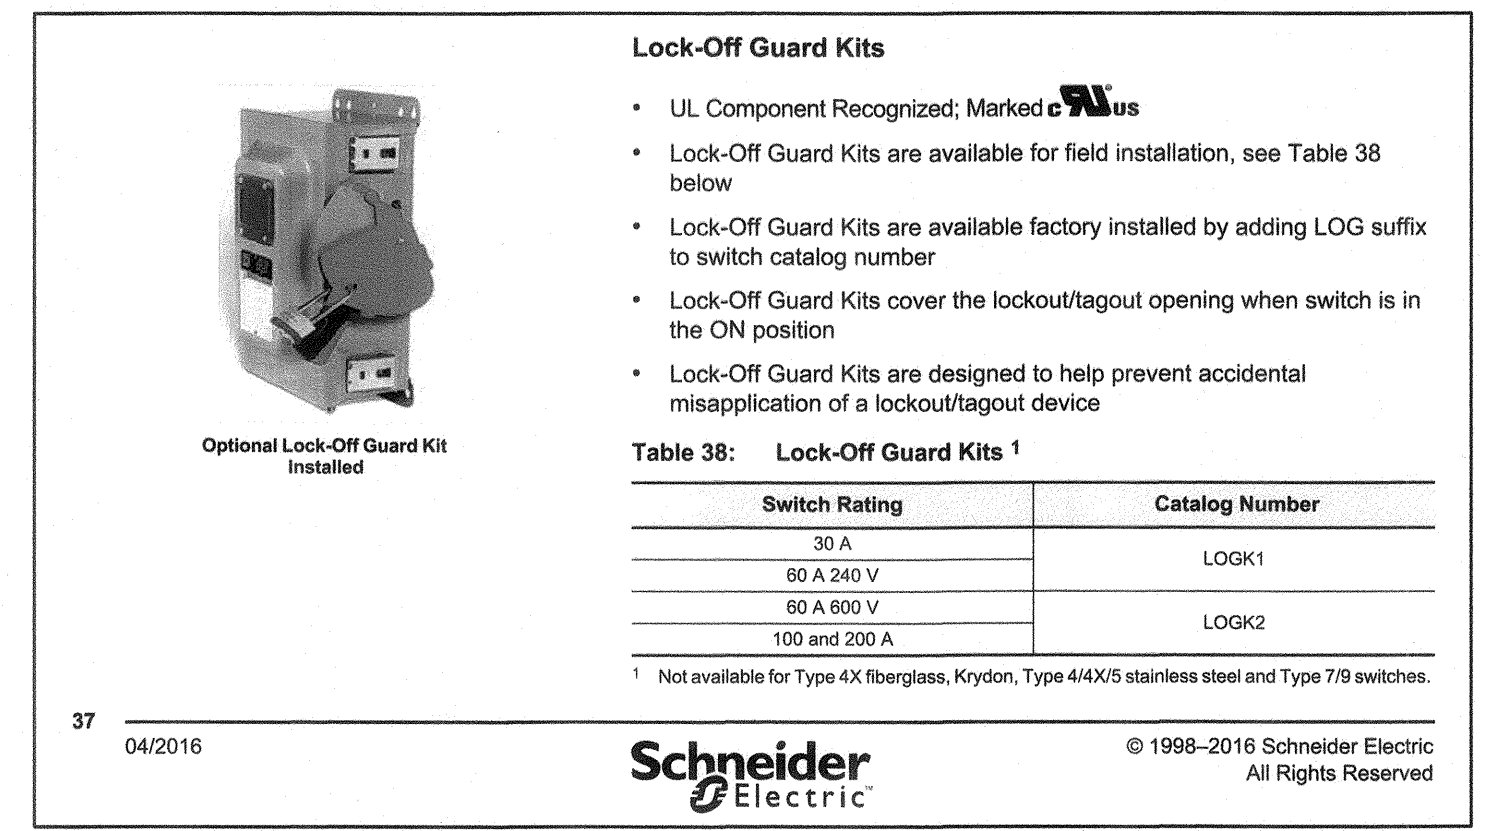 Lock-Off Guard Kits
• UL Component Recognized; Marked c us
• Lock-Off Guard Kits are available for field installation, see Table 38
below
• Lock-Off Guard Kits are available factory installed by adding LOG suffix
to switch catalog number
• Lock-Off Guard Kits cover the lockout/tagout opening when switch is in
the ON position
• Lock-Off Guard Kits are designed to help prevent accidental
misapplication of a lockout/tagout device
Optional Lock-Off Guard Kit
Installed
Table 38: Lock-Off Guard Kits 1
Switch Rating Catalog Number
30 A
LOGK1
60 A 240 V
60 A 600 V
LOGK2
100 and 200 A
1 Not available for Type 4X fiberglass, Krydon, Type 4/4X/5 stainless steel and Type 7/9 switches.
37
04/2016
Schneider
Electric™
© 1998–2016 Schneider Electric
All Rights Reserved